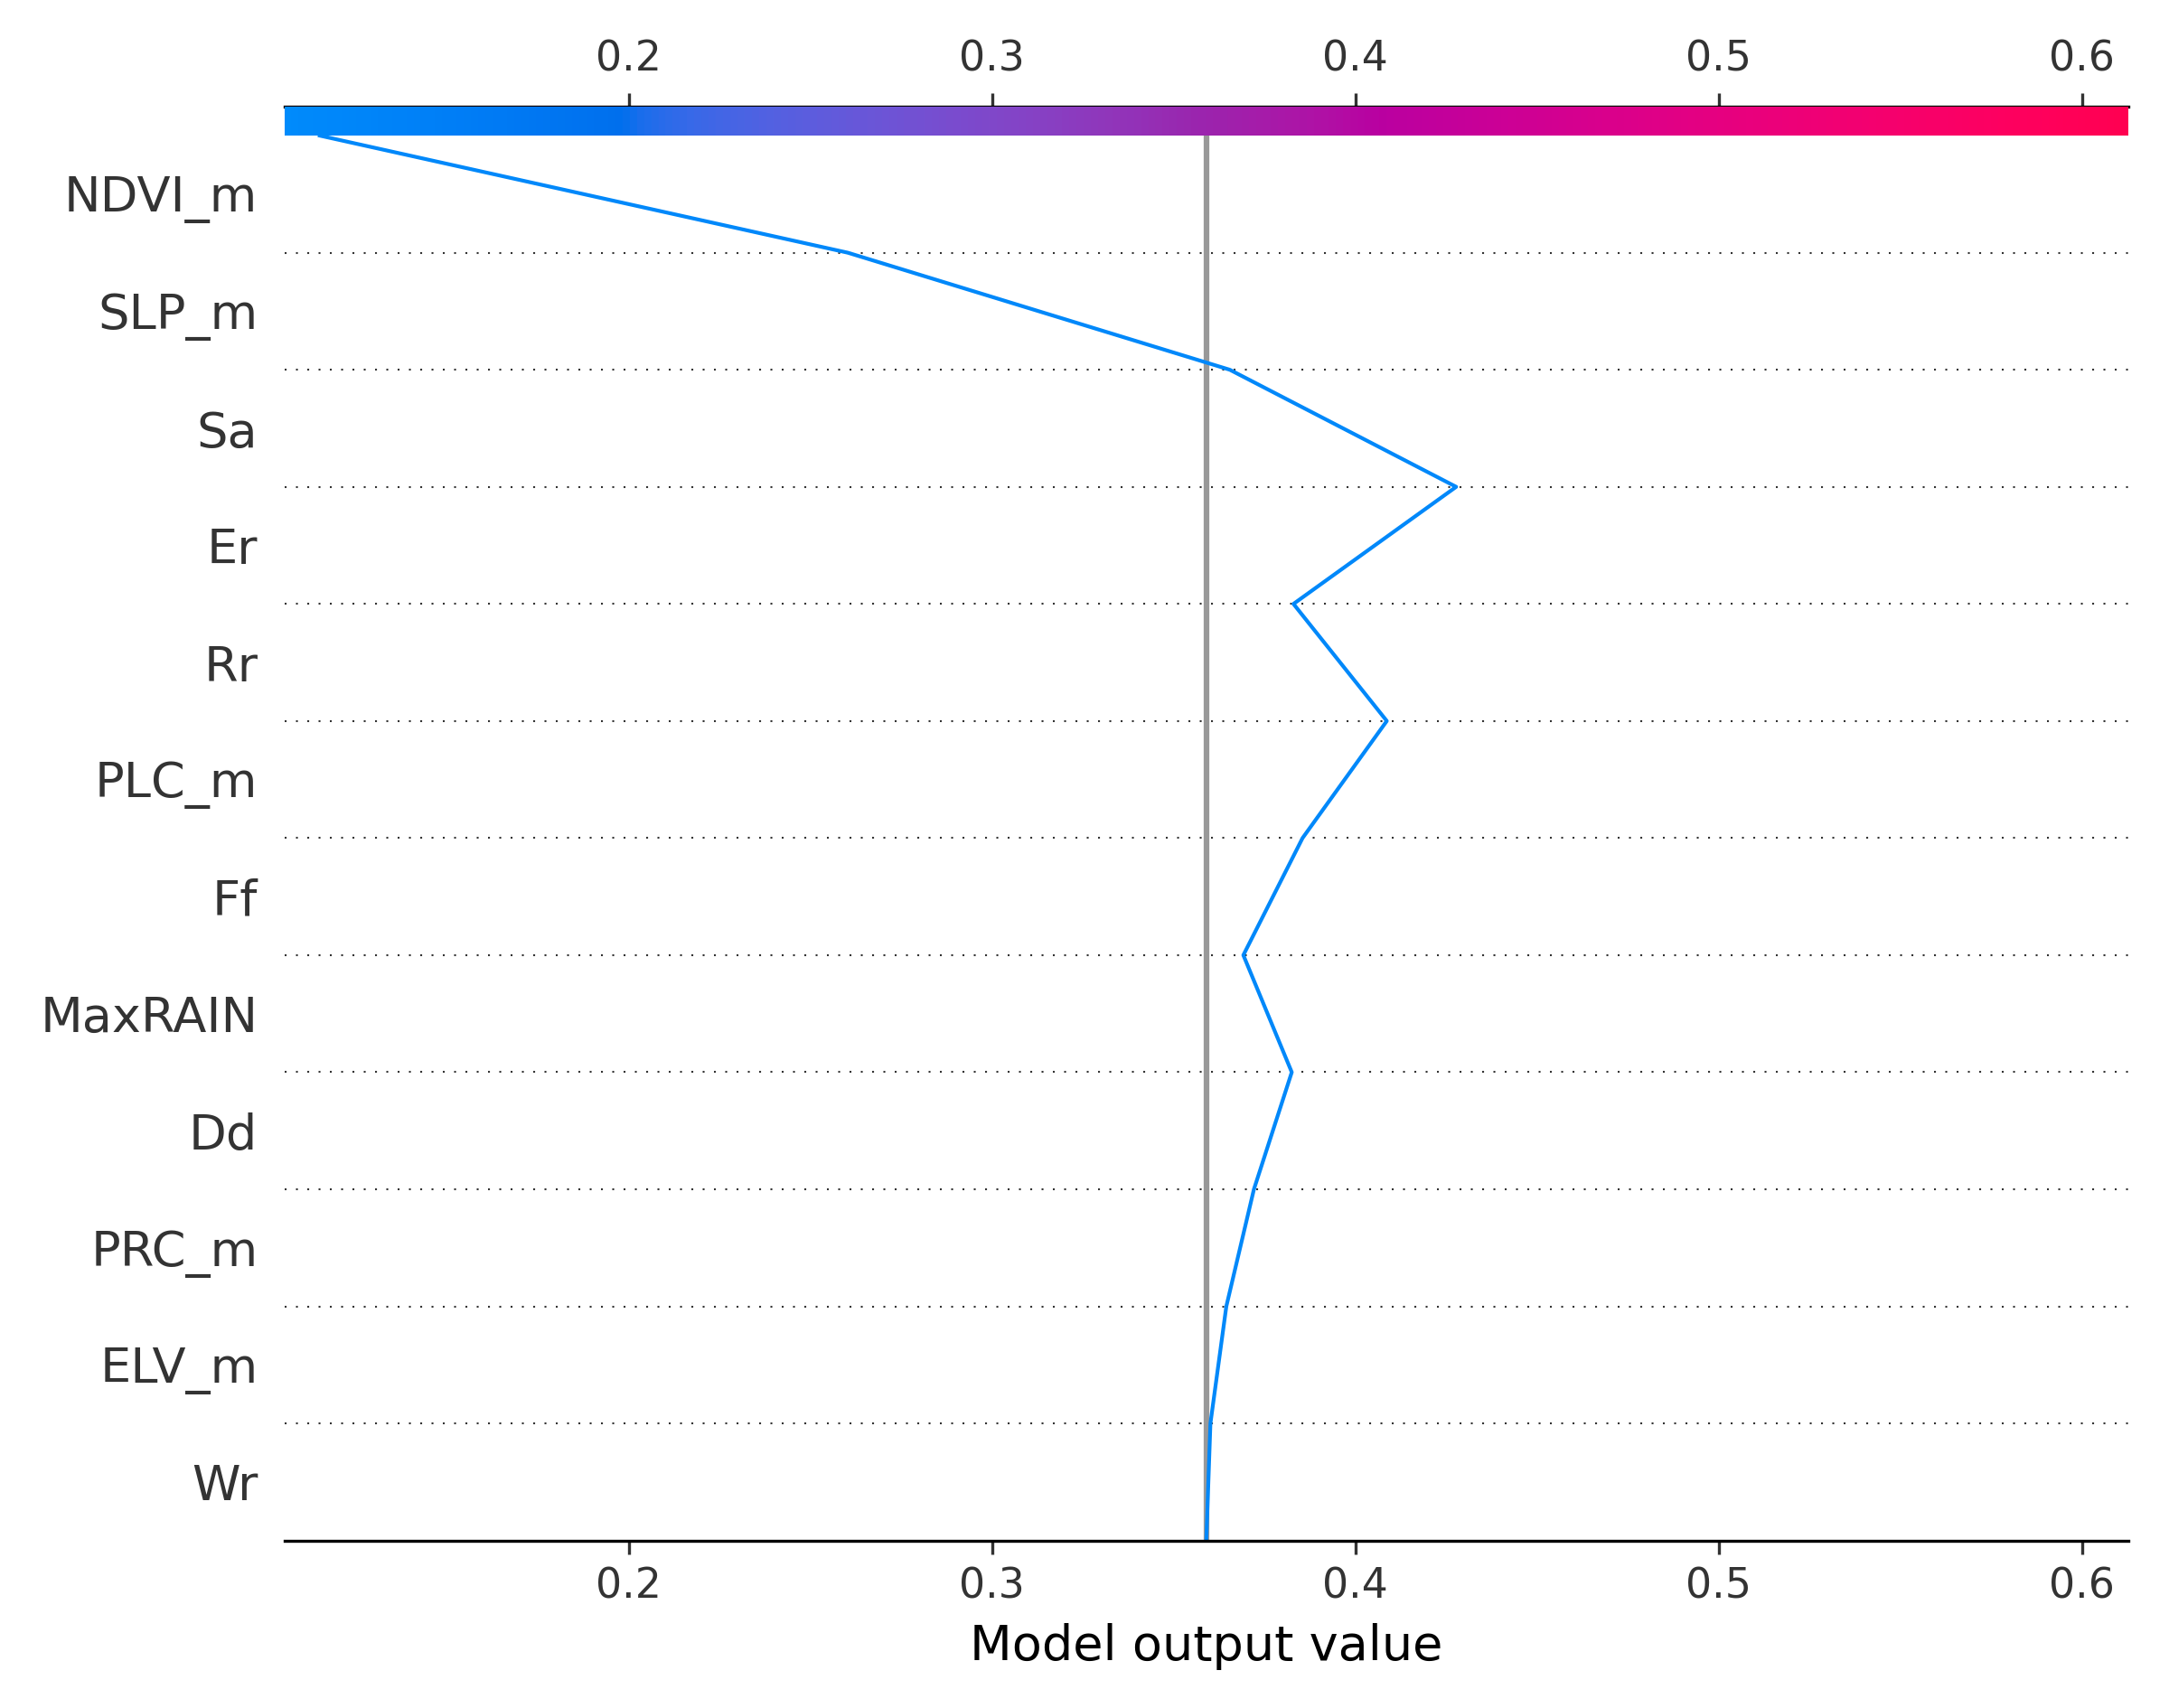 0.2 0.3 0.4 0.5 0.6
NDVI_m
SLP_m
Sa
Er
Rr
PLC_m
Ff
MaxRAIN
Dd
PRC_m
ELV_m
Wr
0.2 0.3 0.4 0.5 0.6
Model output value